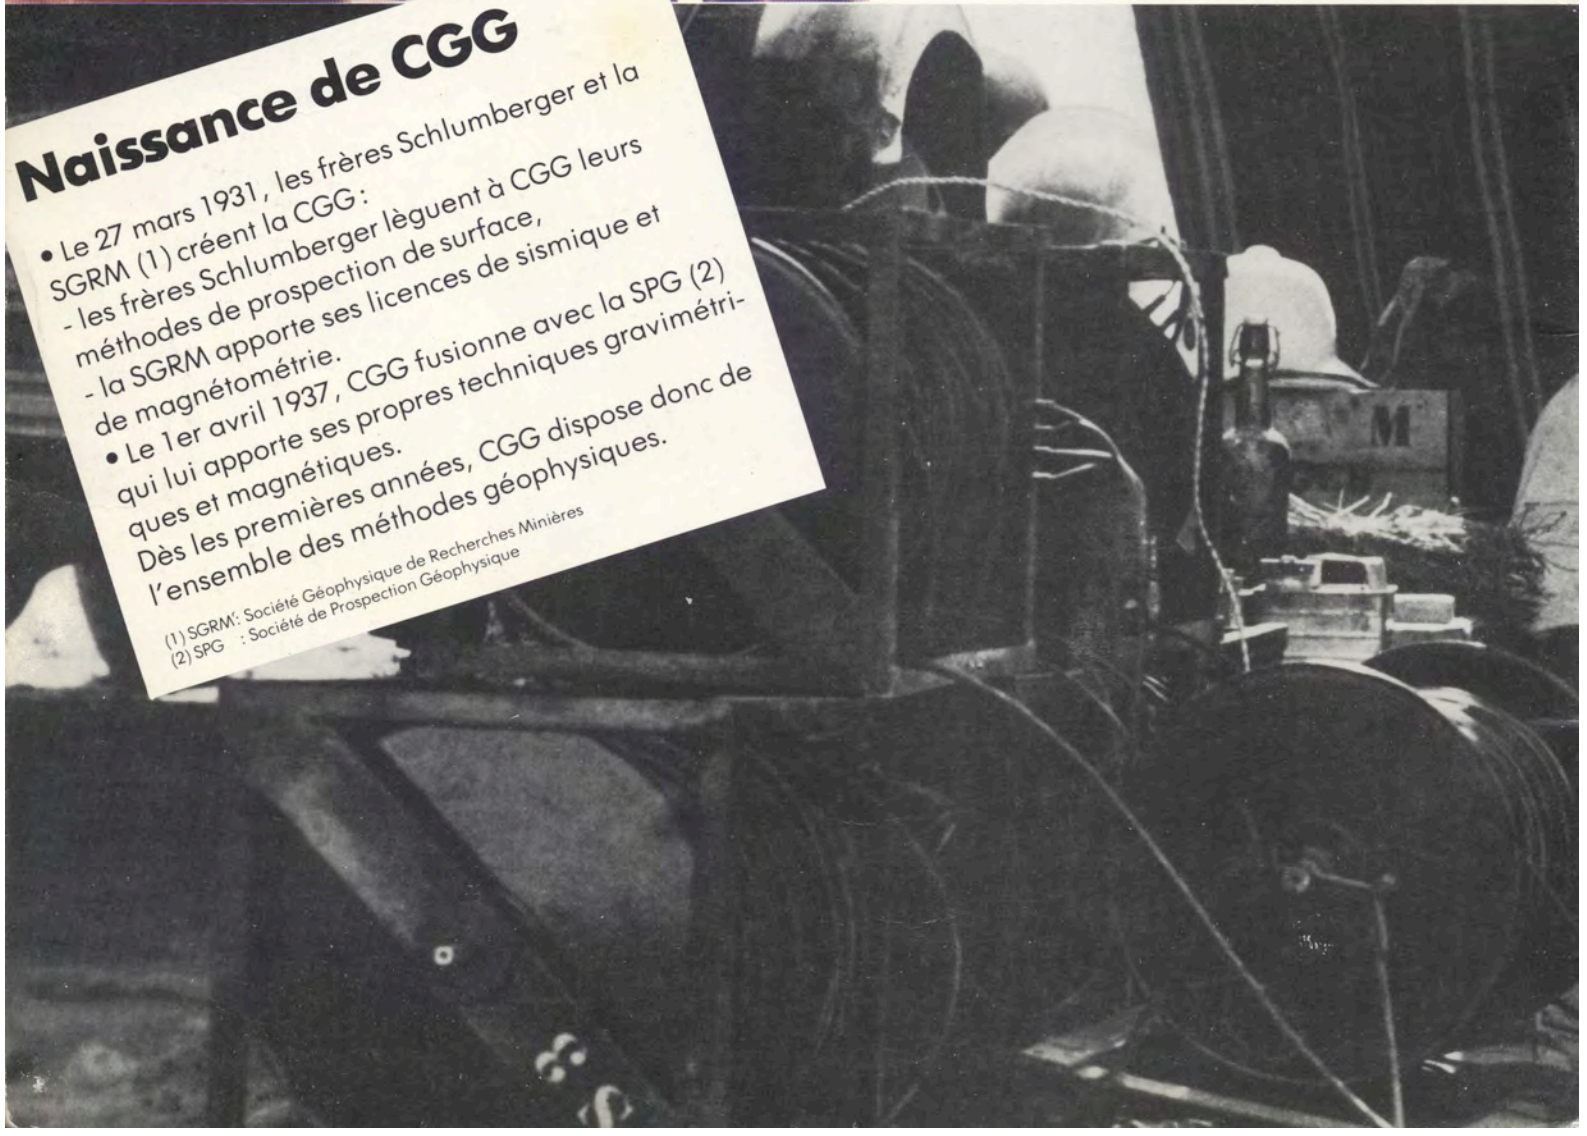 Naissance de CGG
• Le 27 mars 1931, les frères Schlumberger et la
SGRM (1) créent la CGG :
- les frères Schlumberger lèguent à CGG leurs
méthodes de prospection de surface,
- la SGRM apporte ses licences de sismique et
de magnétométrie.
• Le 1er avril 1937, CGG fusionne avec la SPG (2)
qui lui apporte ses propres techniques gravimétri-
ques et magnétiques.
Dès les premières années, CGG dispose donc de
l'ensemble des méthodes géophysiques.
(1) SGRM : Société Géophysique de Recherches Minières
(2) SPG : Société de Prospection Géophysique
M